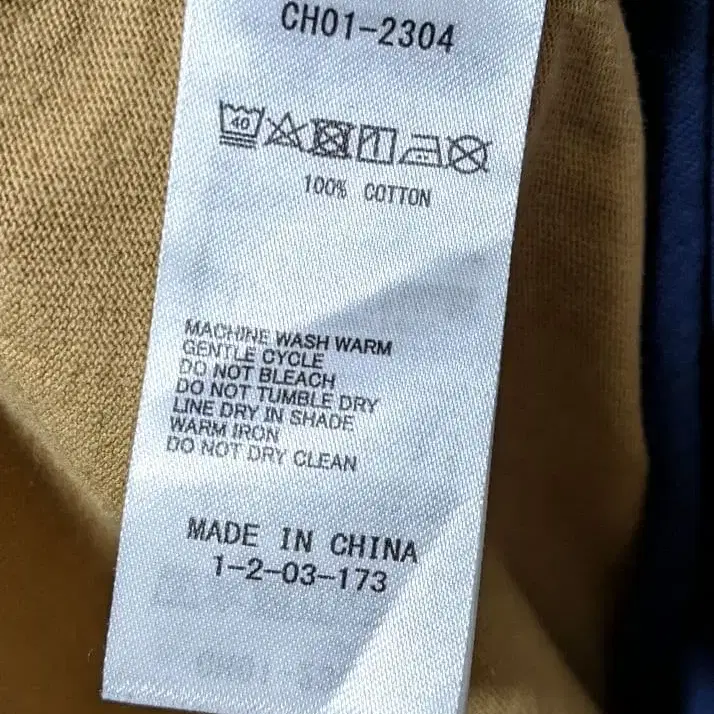 CH01-2304
40
100% COTTON
MACHINE WASH WARM
GENTLE CYCLE
DO NOT BLEACH
DO NOT TUMBLE DRY
LINE DRY IN SHADE
WARM IRON
DO NOT DRY CLEAN
MADE IN CHINA
1-2-03-173